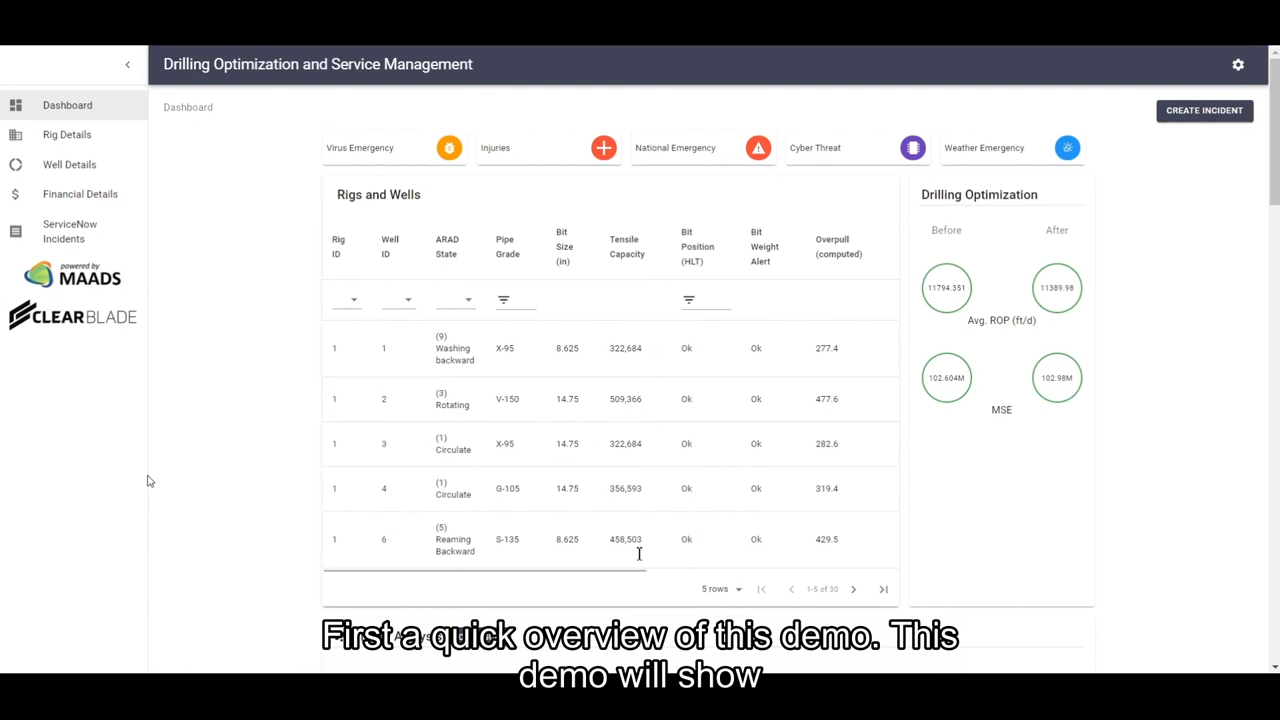 Drilling Optimization and Service Management
Dashboard
Rig Details
Well Details
Financial Details
ServiceNow
Incidents
powered by
MAADS
CLEARBLADE
Dashboard
CREATE INCIDENT
Virus Emergency
Injuries
National Emergency
Cyber Threat
Weather Emergency
Rigs and Wells
Rig ID Well ID ARAD State Pipe Grade Bit Size (in) Tensile Capacity Bit Position (HLT) Bit Weight Alert Overpull (computed)
1 1 (9) Washing backward X-95 8.625 322,684 Ok Ok 277.4
1 2 (3) Rotating V-150 14.75 509,366 Ok Ok 477.6
1 3 (1) Circulate X-95 14.75 322,684 Ok Ok 282.6
1 4 (1) Circulate G-105 14.75 356,593 Ok Ok 319.4
1 6 (5) Reaming Backward S-135 8.625 458,503 Ok Ok 429.5
5 rows 1-5 of 30
Drilling Optimization
Before After
11794.351 11389.98
Avg. ROP (ft/d)
102.604M 102.98M
MSE
First a quick overview of this demo. This
demo will show